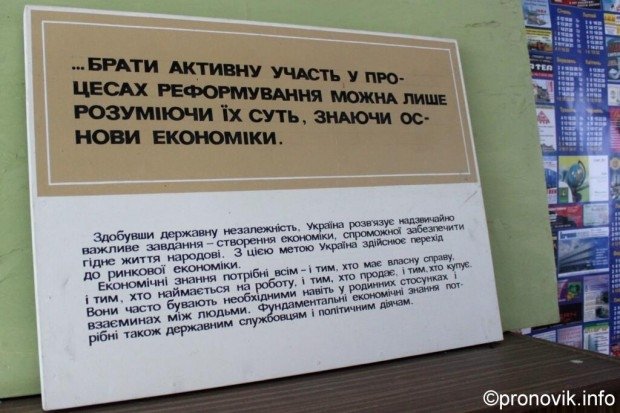 ...БРАТИ АКТИВНУ УЧАСТЬ У ПРО-
ЦЕСАХ РЕФОРМУВАННЯ МОЖНА ЛИШЕ
РОЗУМІЮЧИ ЇХ СУТЬ, ЗНАЮЧИ ОС-
НОВИ ЕКОНОМІКИ.
Здобувши державну незалежність, Україна розв'язує надзвичайно
важливе завдання – створення економіки, спроможної забезпечити
гідне життя народові. З цією метою Україна здійснює перехід
до ринкової економіки.
Економічні знання потрібні всім – і тим, хто має власну справу,
і тим, хто наймається на роботу, і тим, хто продає, і тим, хто купує.
Вони часто бувають необхідними навіть у родинних стосунках і
взаєминах між людьми. Фундаментальні економічні знання пот-
рібні також державним службовцям і політичним діячам.
©pronovik.info